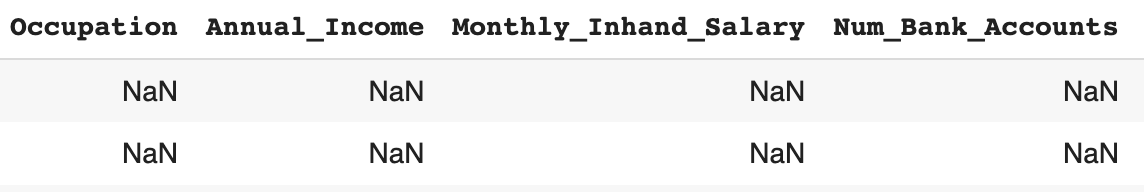 Occupation Annual_Income Monthly_Inhand_Salary Num_Bank_Accounts
NaN NaN NaN NaN
NaN NaN NaN NaN